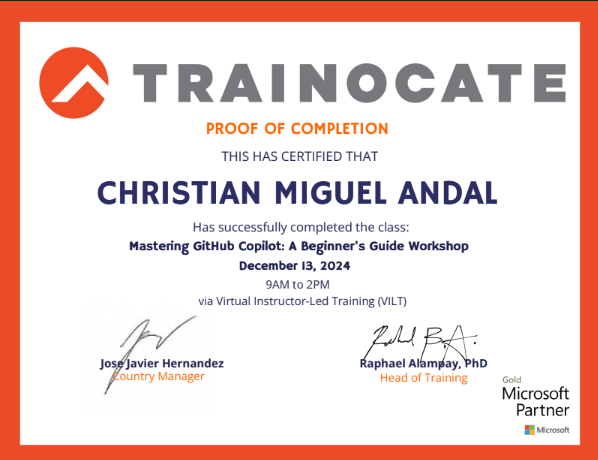 TRAINOCATE
PROOF OF COMPLETION
THIS HAS CERTIFIED THAT
CHRISTIAN MIGUEL ANDAL
Has successfully completed the class:
Mastering GitHub Copilot: A Beginner's Guide Workshop
December 13, 2024
9AM to 2PM
via Virtual Instructor-Led Training (VILT)
Jose Javier Hernandez
Country Manager
Raphael Alampay, PhD
Head of Training
Gold
Microsoft
Partner
Microsoft